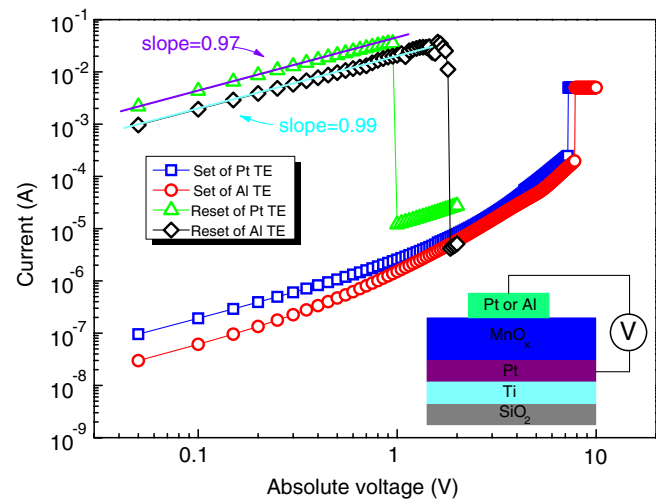 10⁻¹
10⁻²
10⁻³
10⁻⁴
10⁻⁵
10⁻⁶
10⁻⁷
10⁻⁸
10⁻⁹
Current (A)
slope=0.97
slope=0.99
Set of Pt TE
Set of Al TE
Reset of Pt TE
Reset of Al TE
Pt or Al
V
MnOₓ
Pt
Ti
SiO₂
0.1
1
10
Absolute voltage (V)